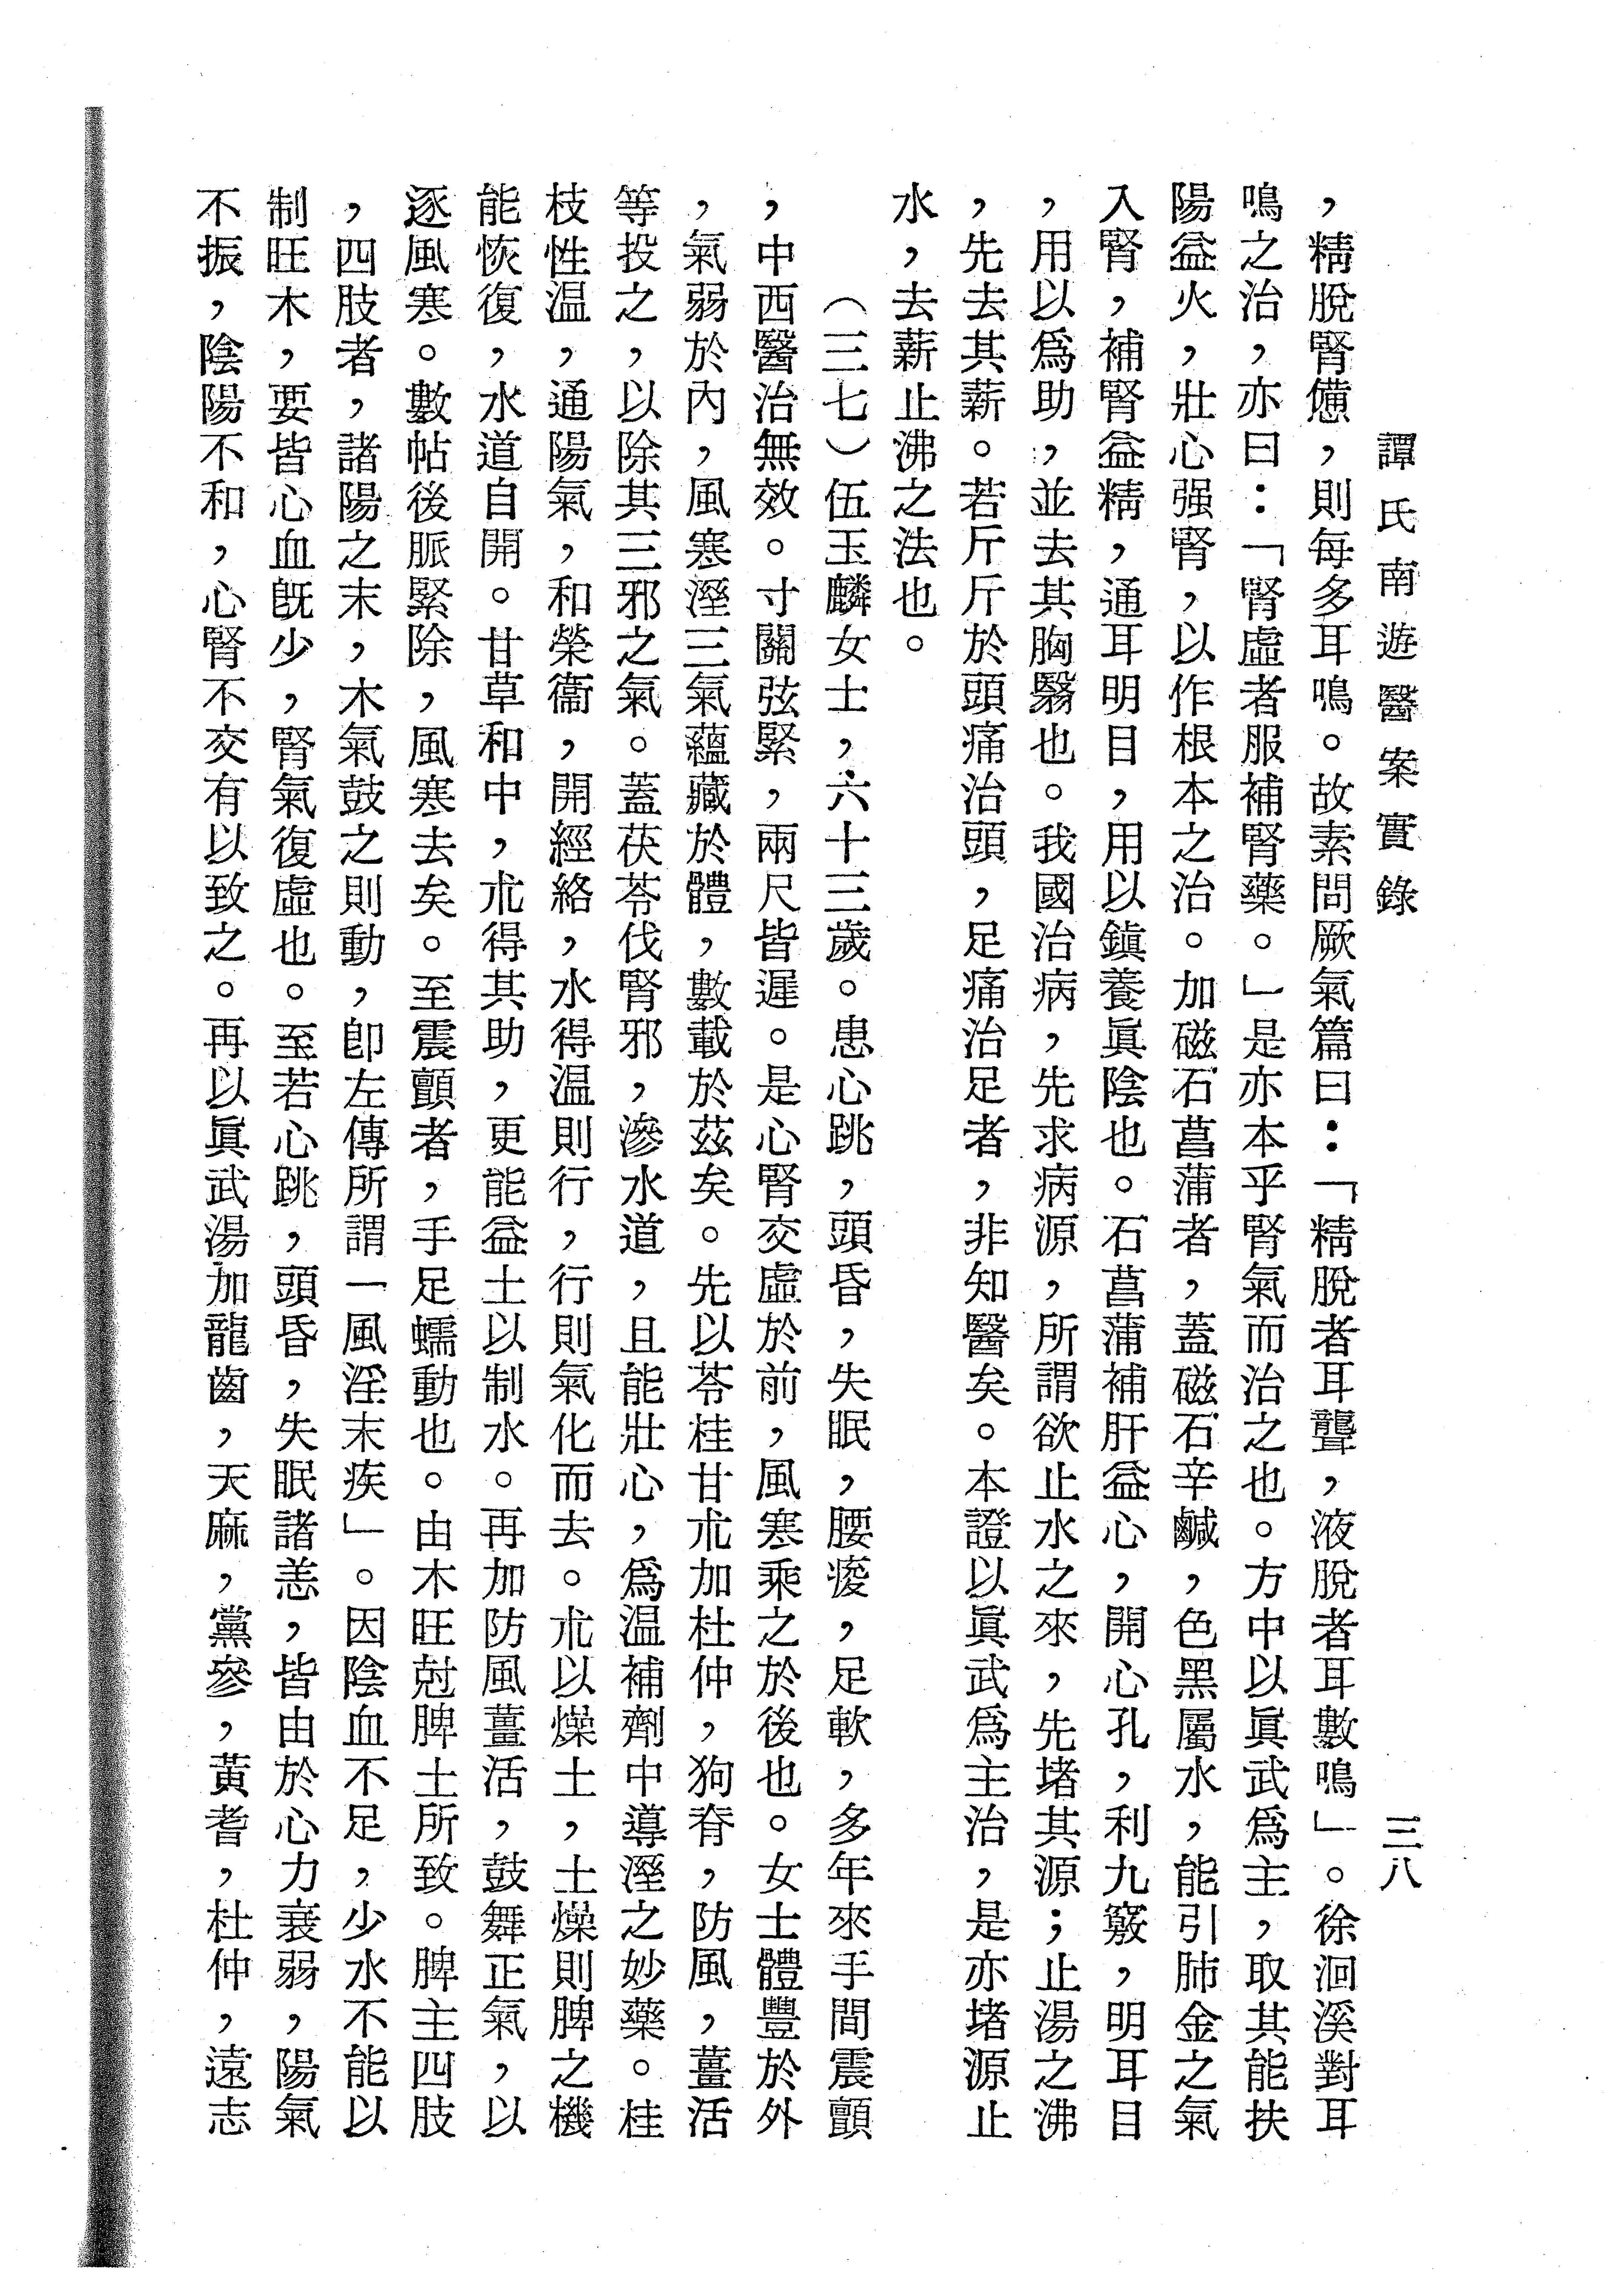 譚氏南遊醫案實錄
三八
，精脫腎憊，則每多耳鳴。故素問厥氣篇曰：「精脫者耳聾，液脫者耳數鳴」。徐洄溪對耳
鳴之治，亦曰：「腎虛者服補腎藥。」是亦本乎腎氣而治之也。方中以眞武爲主，取其能扶
陽益火，壯心强腎，以作根本之治。加磁石菖蒲者，蓋磁石辛鹹，色黑屬水，能引肺金之氣
入腎，補腎益精，通耳明目，用以鎭養眞陰也。石菖蒲補肝益心，開心孔，利九竅，明耳目
，用以爲助，並去其胸翳也。我國治病，先求病源，所謂欲止水之來，先堵其源；止湯之沸
，先去其薪。若斤斤於頭痛治頭，足痛治足者，非知醫矣。本證以眞武爲主治，是亦堵源止
水，去薪止沸之法也。
（三七）伍玉麟女士，六十三歲。患心跳，頭昏，失眠，腰痠，足軟，多年來手間震顫
，中西醫治無效。寸關弦緊，兩尺皆遲。是心腎交虛於前，風寒乘之於後也。女士體豐於外
，氣弱於內，風寒溼三氣蘊藏於體，數載於茲矣。先以苓桂甘朮加杜仲，狗脊，防風，薑活
等投之，以除其三邪之氣。蓋茯苓伐腎邪，滲水道，且能壯心，爲温補劑中導溼之妙藥。桂
枝性温，通陽氣，和榮衞，開經絡，水得温則行，行則氣化而去。朮以燥土，土燥則脾之機
能恢復，水道自開。甘草和中，朮得其助，更能益土以制水。再加防風薑活，鼓舞正氣，以
逐風寒。數帖後脈緊除，風寒去矣。至震顫者，手足蠕動也。由木旺尅脾土所致。脾主四肢
，四肢者，諸陽之末，木氣鼓之則動，卽左傳所謂「風淫末疾」。因陰血不足，少水不能以
制旺木，要皆心血旣少，腎氣復虛也。至若心跳，頭昏，失眠諸恙，皆由於心力衰弱，陽氣
不振，陰陽不和，心腎不交有以致之。再以眞武湯加龍齒，天麻，黨參，黃耆，杜仲，遠志